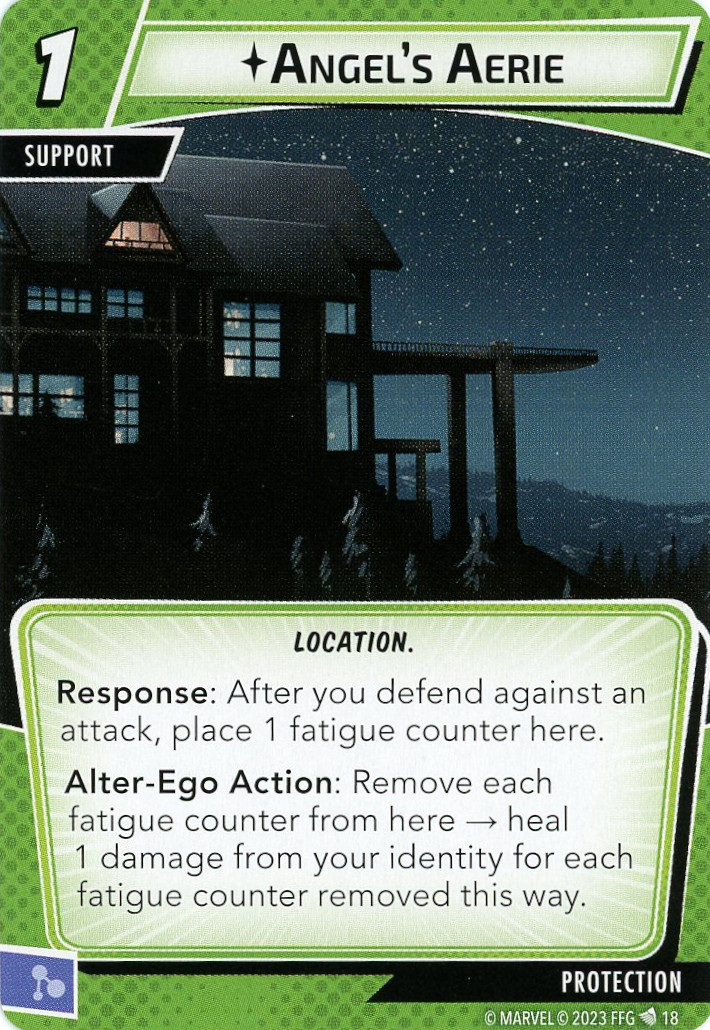 1
ANGEL'S AERIE
SUPPORT
LOCATION.
Response: After you defend against an
attack, place 1 fatigue counter here.
Alter-Ego Action: Remove each
fatigue counter from here → heal
1 damage from your identity for each
fatigue counter removed this way.
PROTECTION
© MARVEL © 2023 FFG 18